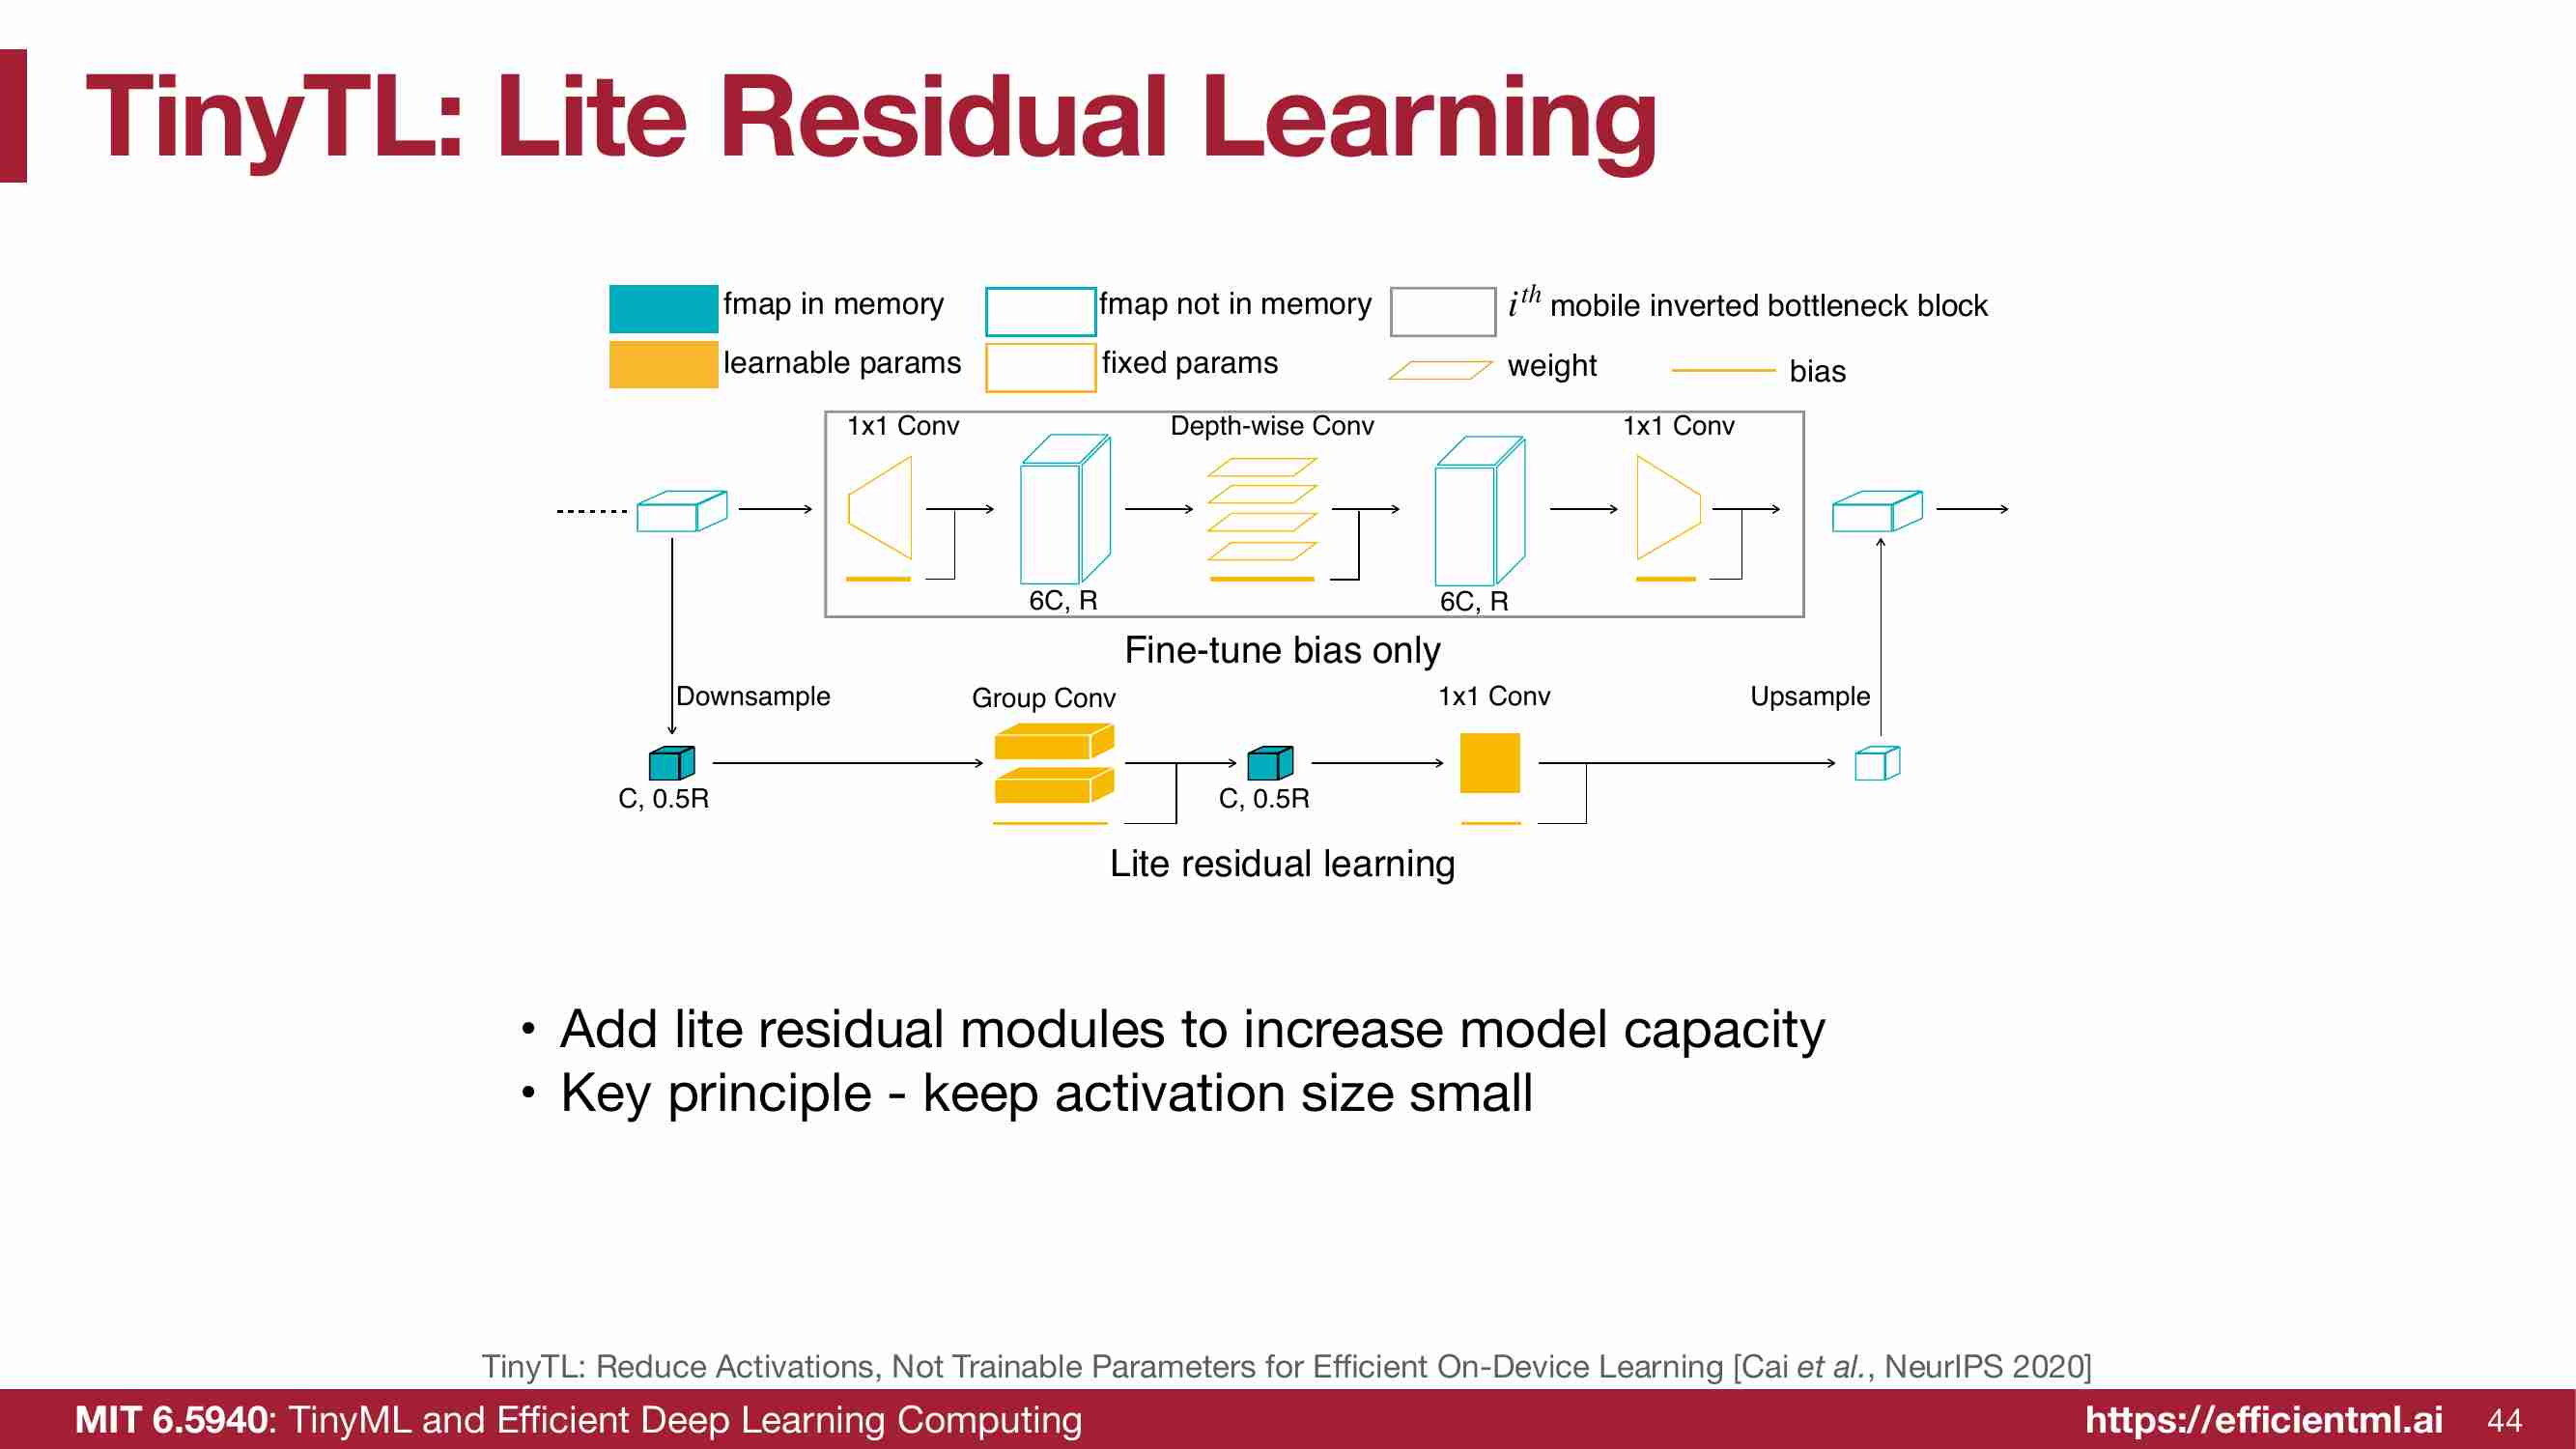 TinyTL: Lite Residual Learning
fmap in memory
fmap not in memory
i^th mobile inverted bottleneck block
learnable params
fixed params
weight
bias
1x1 Conv
Depth-wise Conv
1x1 Conv
6C, R
6C, R
Fine-tune bias only
Downsample
Group Conv
1x1 Conv
Upsample
C, 0.5R
C, 0.5R
Lite residual learning
• Add lite residual modules to increase model capacity
• Key principle - keep activation size small
TinyTL: Reduce Activations, Not Trainable Parameters for Efficient On-Device Learning [Cai et al., NeurIPS 2020]
MIT 6.5940: TinyML and Efficient Deep Learning Computing
https://efficientml.ai
44